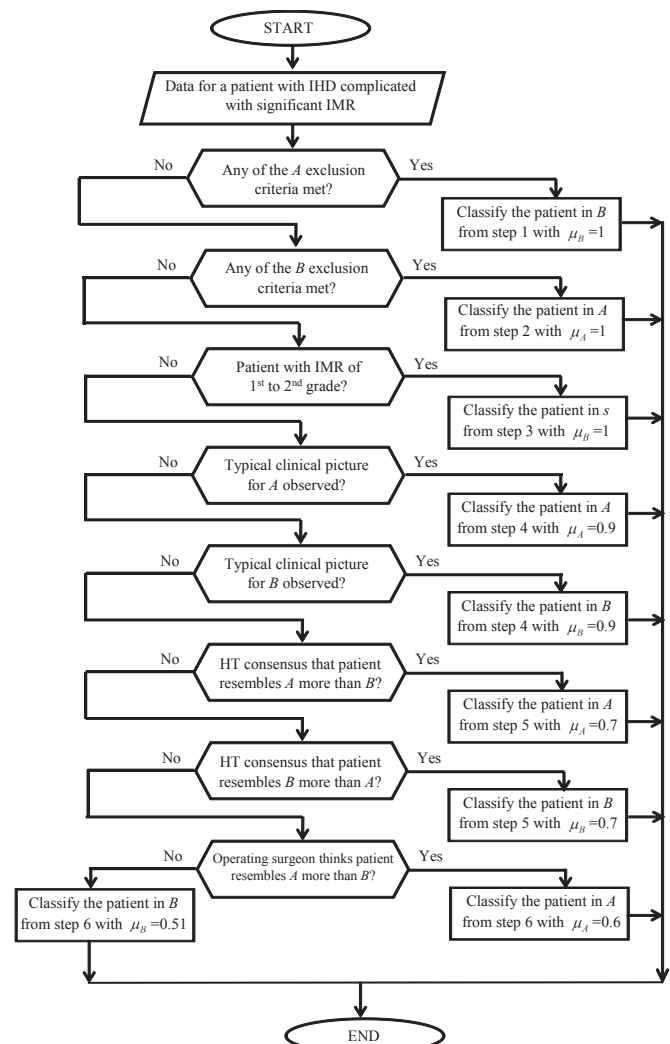 START
Data for a patient with IHD complicated
with significant IMR
No
Any of the A exclusion
criteria met?
Yes
Classify the patient in B
from step 1 with μB =1
No
Any of the B exclusion
criteria met?
Yes
Classify the patient in A
from step 2 with μA =1
No
Patient with IMR of
1st to 2nd grade?
Yes
Classify the patient in s
from step 3 with μB =1
No
Typical clinical picture
for A observed?
Yes
Classify the patient in A
from step 4 with μA =0.9
No
Typical clinical picture
for B observed?
Yes
Classify the patient in B
from step 4 with μB =0.9
No
HT consensus that patient
resembles A more than B?
Yes
Classify the patient in A
from step 5 with μA =0.7
No
HT consensus that patient
resembles B more than A?
Yes
Classify the patient in B
from step 5 with μB =0.7
No
Operating surgeon thinks patient
resembles A more than B?
Yes
Classify the patient in B
from step 6 with μB =0.51
Classify the patient in A
from step 6 with μA =0.6
END